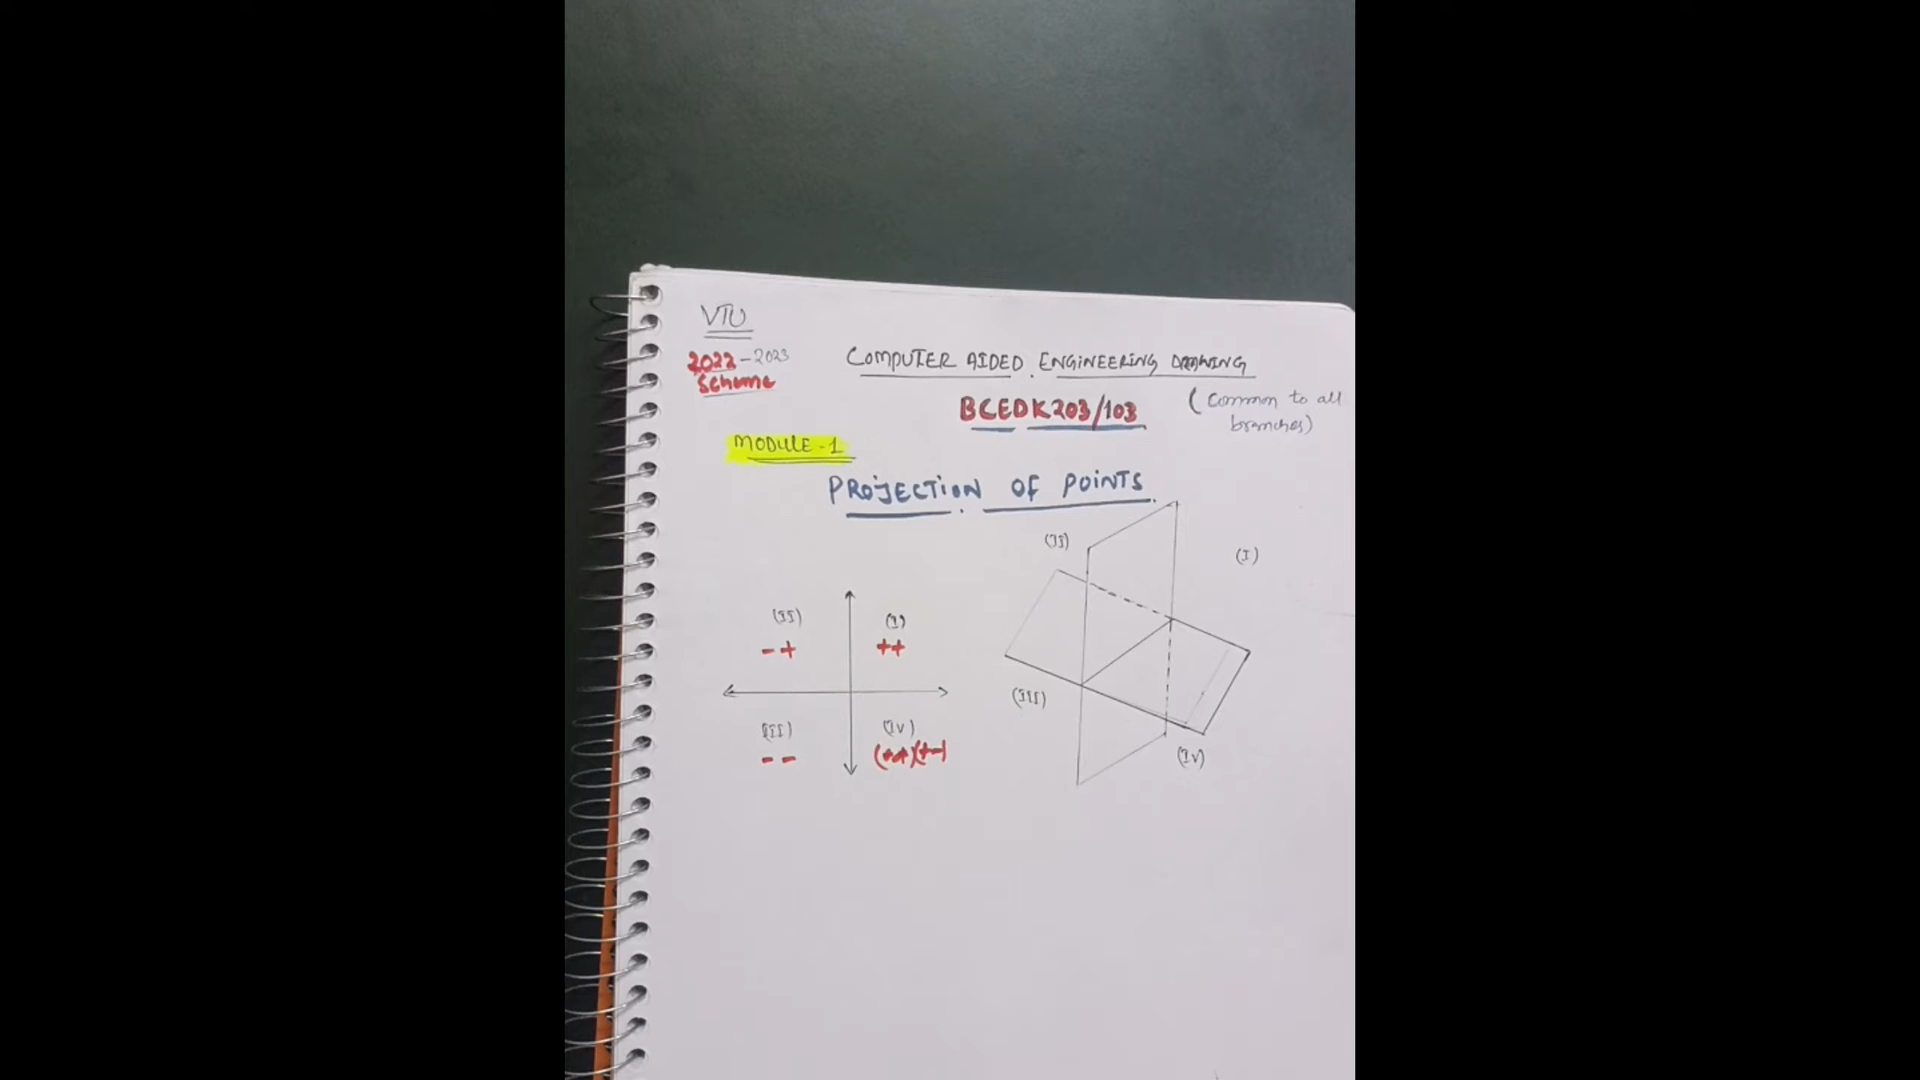 VTU
2022-2023
Scheme
COMPUTER AIDED ENGINEERING DRAWING
BCEDK203/103
(Common to all
branches)
MODULE-1
PROJECTION OF POINTS
(II)
(I)
(II)
-+
(I)
++
(III)
--
(IV)
(+-)
(III)
(IV)